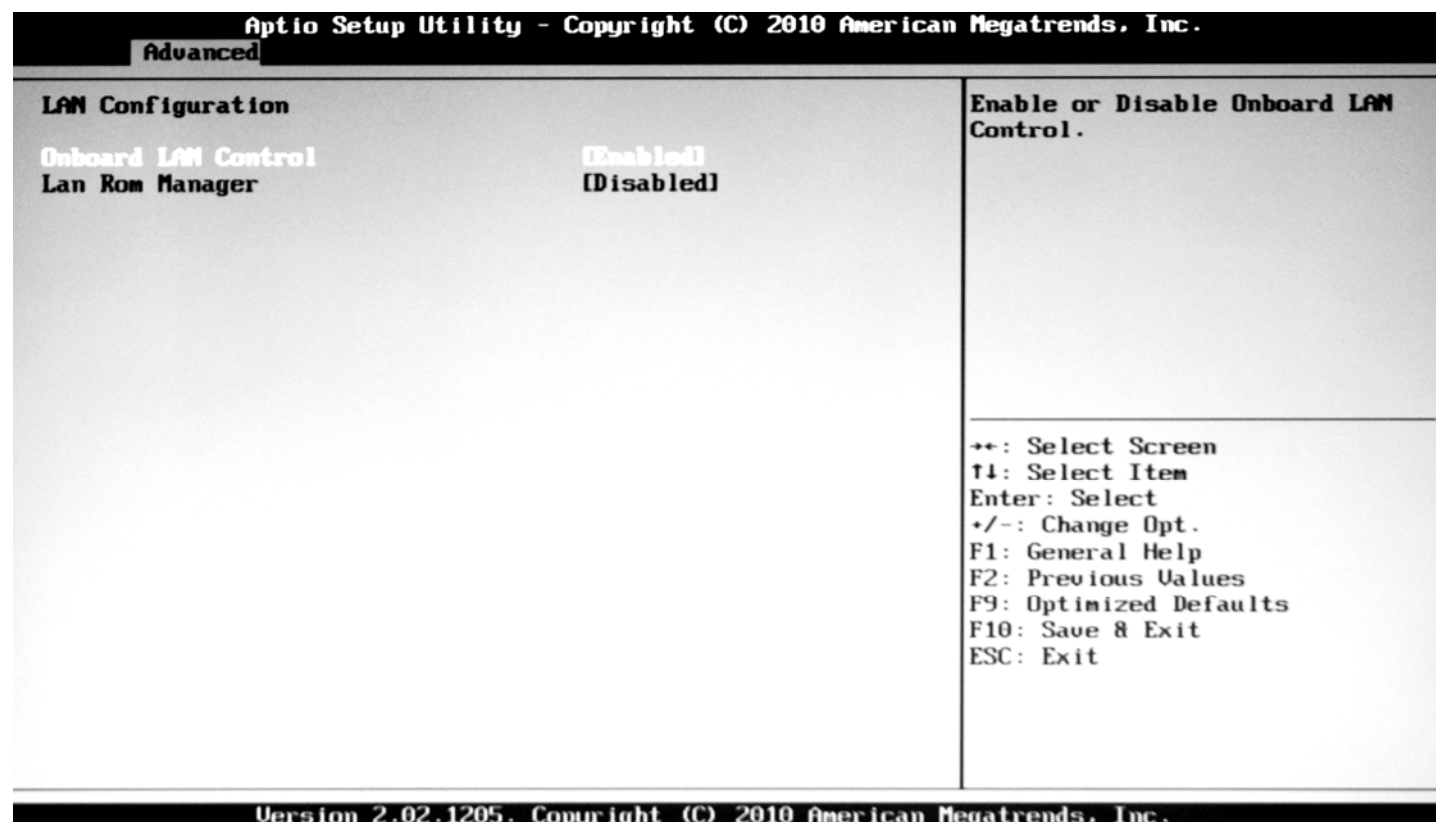 Aptio Setup Utility - Copyright (C) 2010 American Megatrends, Inc.
Advanced
LAN Configuration
Onboard LAN Control [Enabled]
Lan Rom Manager [Disabled]
Enable or Disable Onboard LAN
Control.
→←: Select Screen
↑↓: Select Item
Enter: Select
+/-: Change Opt.
F1: General Help
F2: Previous Values
F9: Optimized Defaults
F10: Save & Exit
ESC: Exit
Version 2.02.1205. Copyright (C) 2010 American Megatrends, Inc.